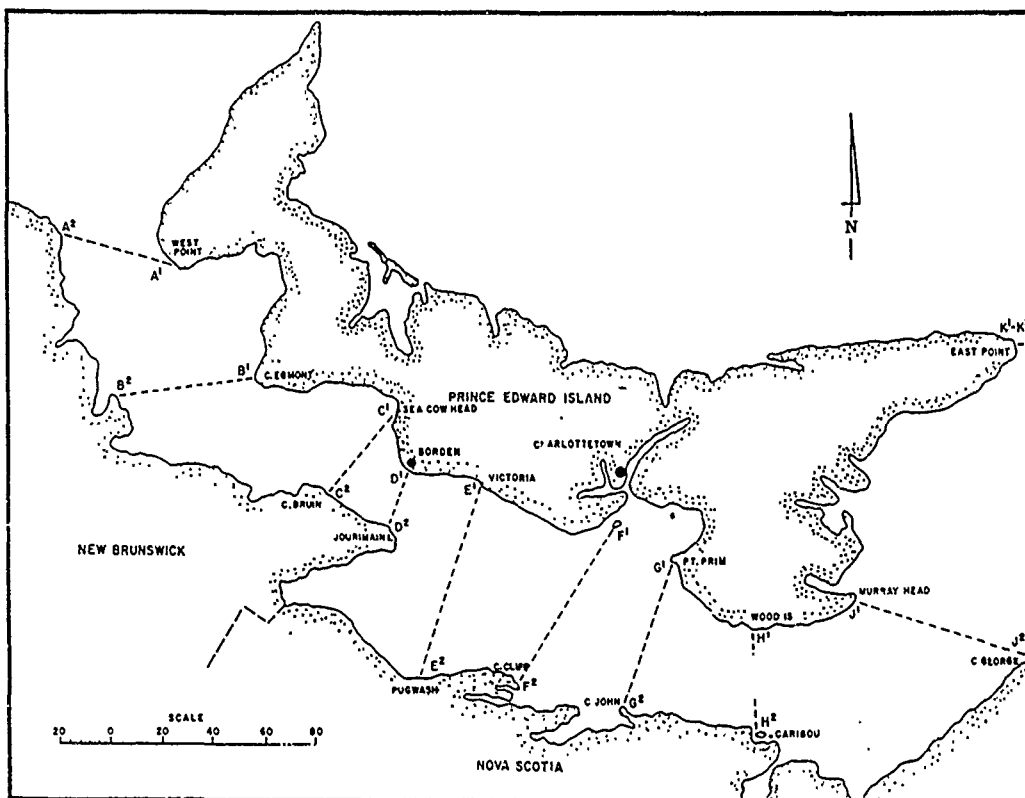 N
A²
WEST
POINT
A¹
K¹-K
EAST POINT
B¹
C. EGMONT
B²
PRINCE EDWARD ISLAND
C¹
SEA COW HEAD
C' ARLOTTETOWN
BORDEN
D¹
E¹
VICTORIA
C²
C. BRUIN
D²
JOURIMAIN I.
F¹
NEW BRUNSWICK
G¹
PT. PRIM
MURRAY HEAD
WOOD IS
J¹
H¹
J²
C GEORGE
E²
PUGWASH
C. CLIFF
F²
C JOHN
G²
H²
CARIBOU
SCALE
20 0 20 40 60 80
NOVA SCOTIA